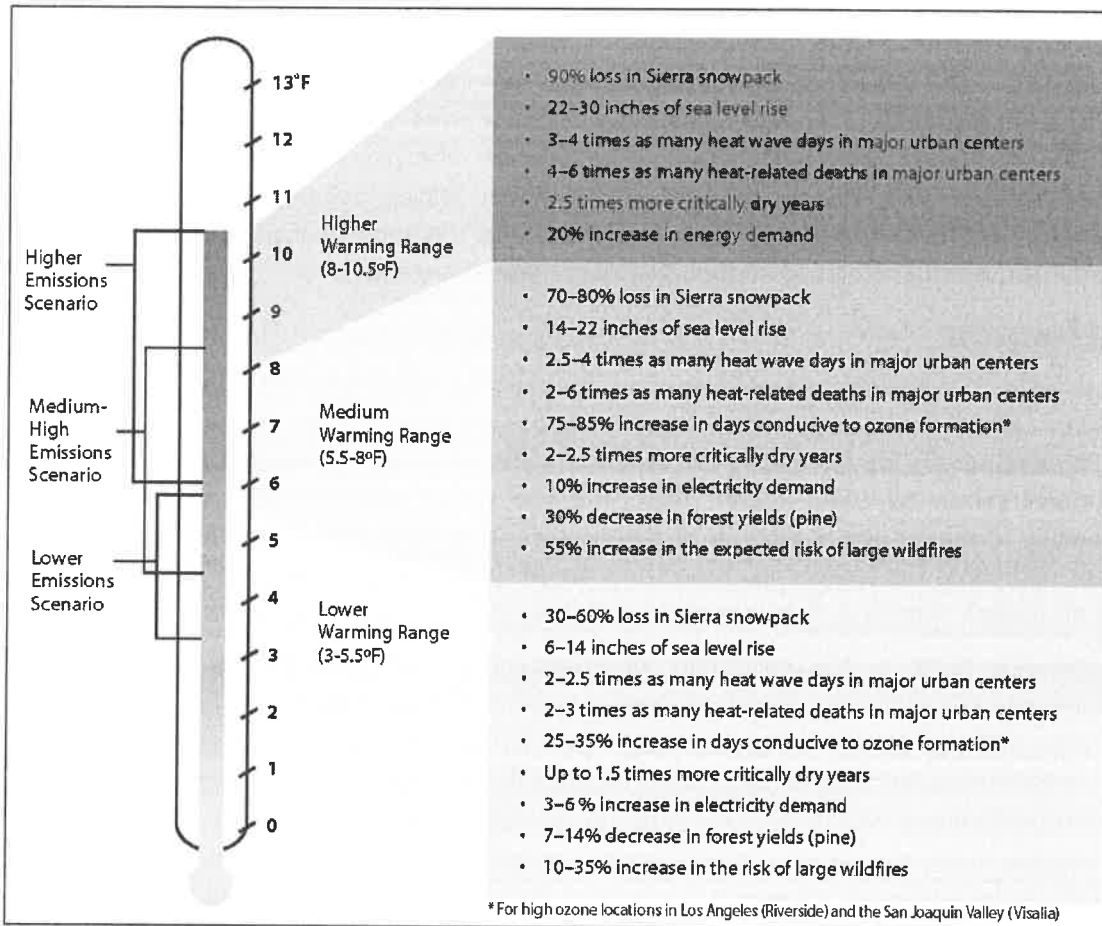 13°F
12
11
10
9
8
7
6
5
4
3
2
1
0
Higher
Emissions
Scenario
Medium-
High
Emissions
Scenario
Lower
Emissions
Scenario
Higher
Warming Range
(8-10.5ºF)
Medium
Warming Range
(5.5-8ºF)
Lower
Warming Range
(3-5.5ºF)
• 90% loss in Sierra snowpack
• 22–30 inches of sea level rise
• 3–4 times as many heat wave days in major urban centers
• 4–6 times as many heat-related deaths in major urban centers
• 2.5 times more critically dry years
• 20% increase in energy demand
• 70–80% loss in Sierra snowpack
• 14–22 inches of sea level rise
• 2.5–4 times as many heat wave days in major urban centers
• 2–6 times as many heat-related deaths in major urban centers
• 75–85% increase in days conducive to ozone formation*
• 2–2.5 times more critically dry years
• 10% increase in electricity demand
• 30% decrease in forest yields (pine)
• 55% increase in the expected risk of large wildfires
• 30–60% loss in Sierra snowpack
• 6–14 inches of sea level rise
• 2–2.5 times as many heat wave days in major urban centers
• 2–3 times as many heat-related deaths in major urban centers
• 25–35% increase in days conducive to ozone formation*
• Up to 1.5 times more critically dry years
• 3–6% increase in electricity demand
• 7–14% decrease in forest yields (pine)
• 10–35% increase in the risk of large wildfires
* For high ozone locations in Los Angeles (Riverside) and the San Joaquin Valley (Visalia)